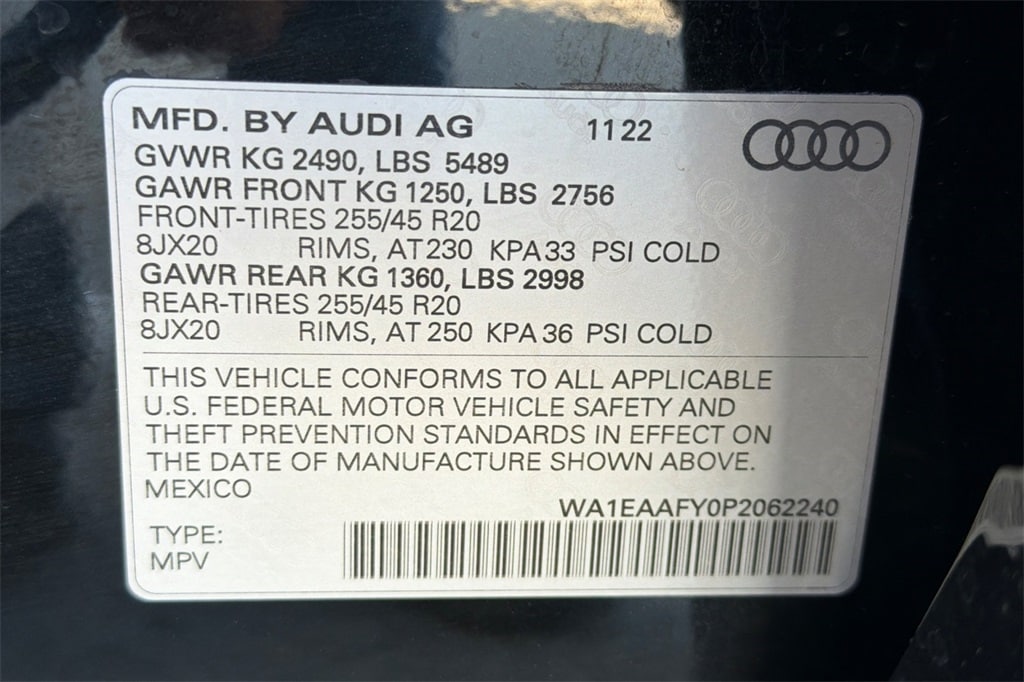 MFD. BY AUDI AG 11 22
GVWR KG 2490, LBS 5489
GAWR FRONT KG 1250, LBS 2756
FRONT-TIRES 255/45 R20
8JX20 RIMS, AT 230 KPA 33 PSI COLD
GAWR REAR KG 1360, LBS 2998
REAR-TIRES 255/45 R20
8JX20 RIMS, AT 250 KPA 36 PSI COLD
THIS VEHICLE CONFORMS TO ALL APPLICABLE
U.S. FEDERAL MOTOR VEHICLE SAFETY AND
THEFT PREVENTION STANDARDS IN EFFECT ON
THE DATE OF MANUFACTURE SHOWN ABOVE.
MEXICO
WA1EAAFY0P2062240
TYPE:
MPV